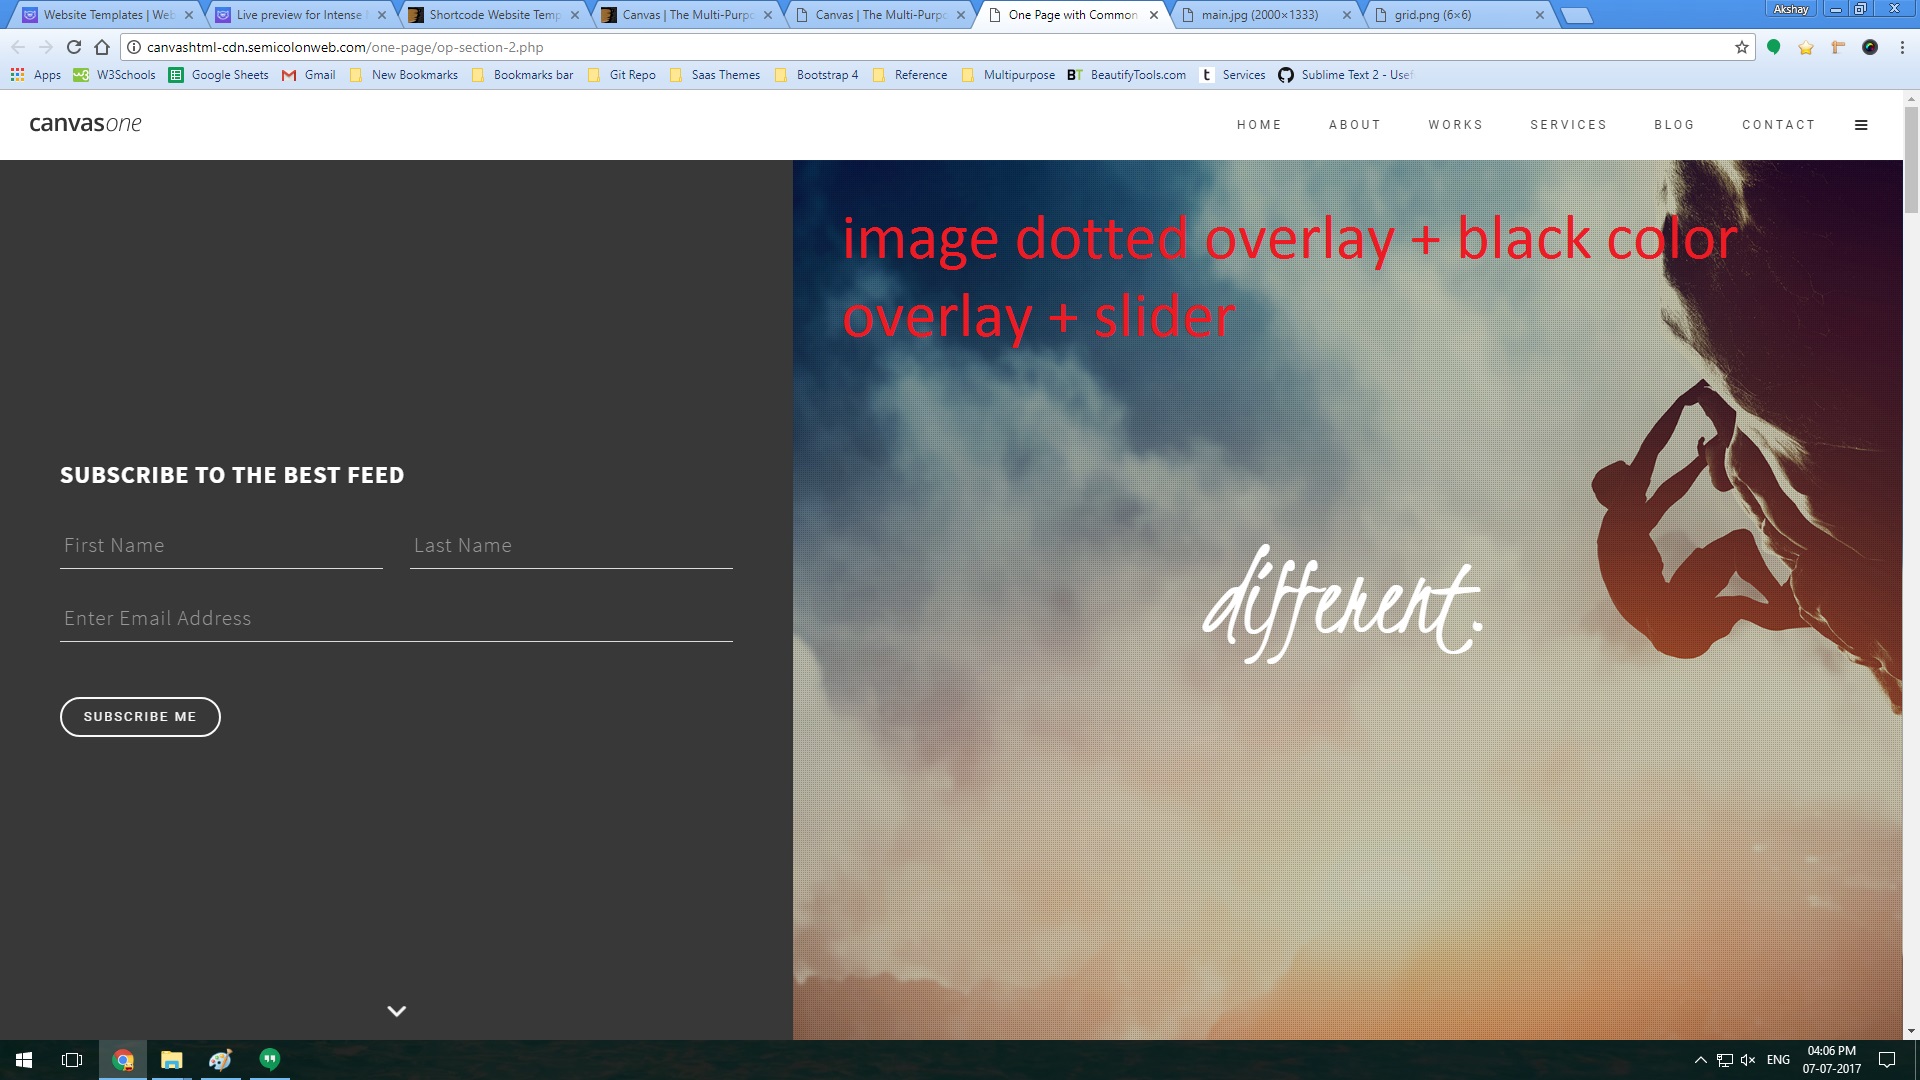 Website Templates | Web
Live preview for Intense
Shortcode Website Temp
Canvas | The Multi-Purpo
Canvas | The Multi-Purpo
One Page with Common
main.jpg (2000×1333)
grid.png (6×6)
Akshay
canvashtml-cdn.semicolonweb.com/one-page/op-section-2.php
Apps
W3Schools
Google Sheets
Gmail
New Bookmarks
Bookmarks bar
Git Repo
Saas Themes
Bootstrap 4
Reference
Multipurpose
BT BeautifyTools.com
t Services
Sublime Text 2 - Usef
canvasone
HOME ABOUT WORKS SERVICES BLOG CONTACT
image dotted overlay + black color
overlay + slider
SUBSCRIBE TO THE BEST FEED
First Name
Last Name
Enter Email Address
different.
SUBSCRIBE ME
ENG
04:06 PM
07-07-2017